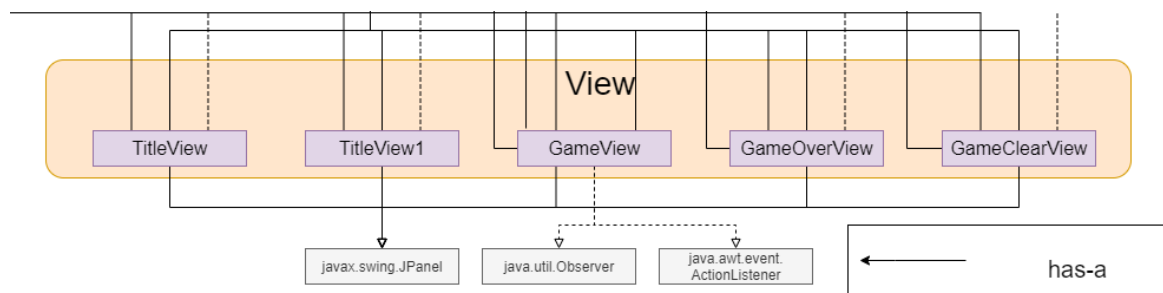 View
TitleView
TitleView1
GameView
GameOverView
GameClearView
javax.swing.JPanel
java.util.Observer
java.awt.event.
ActionListener
has-a